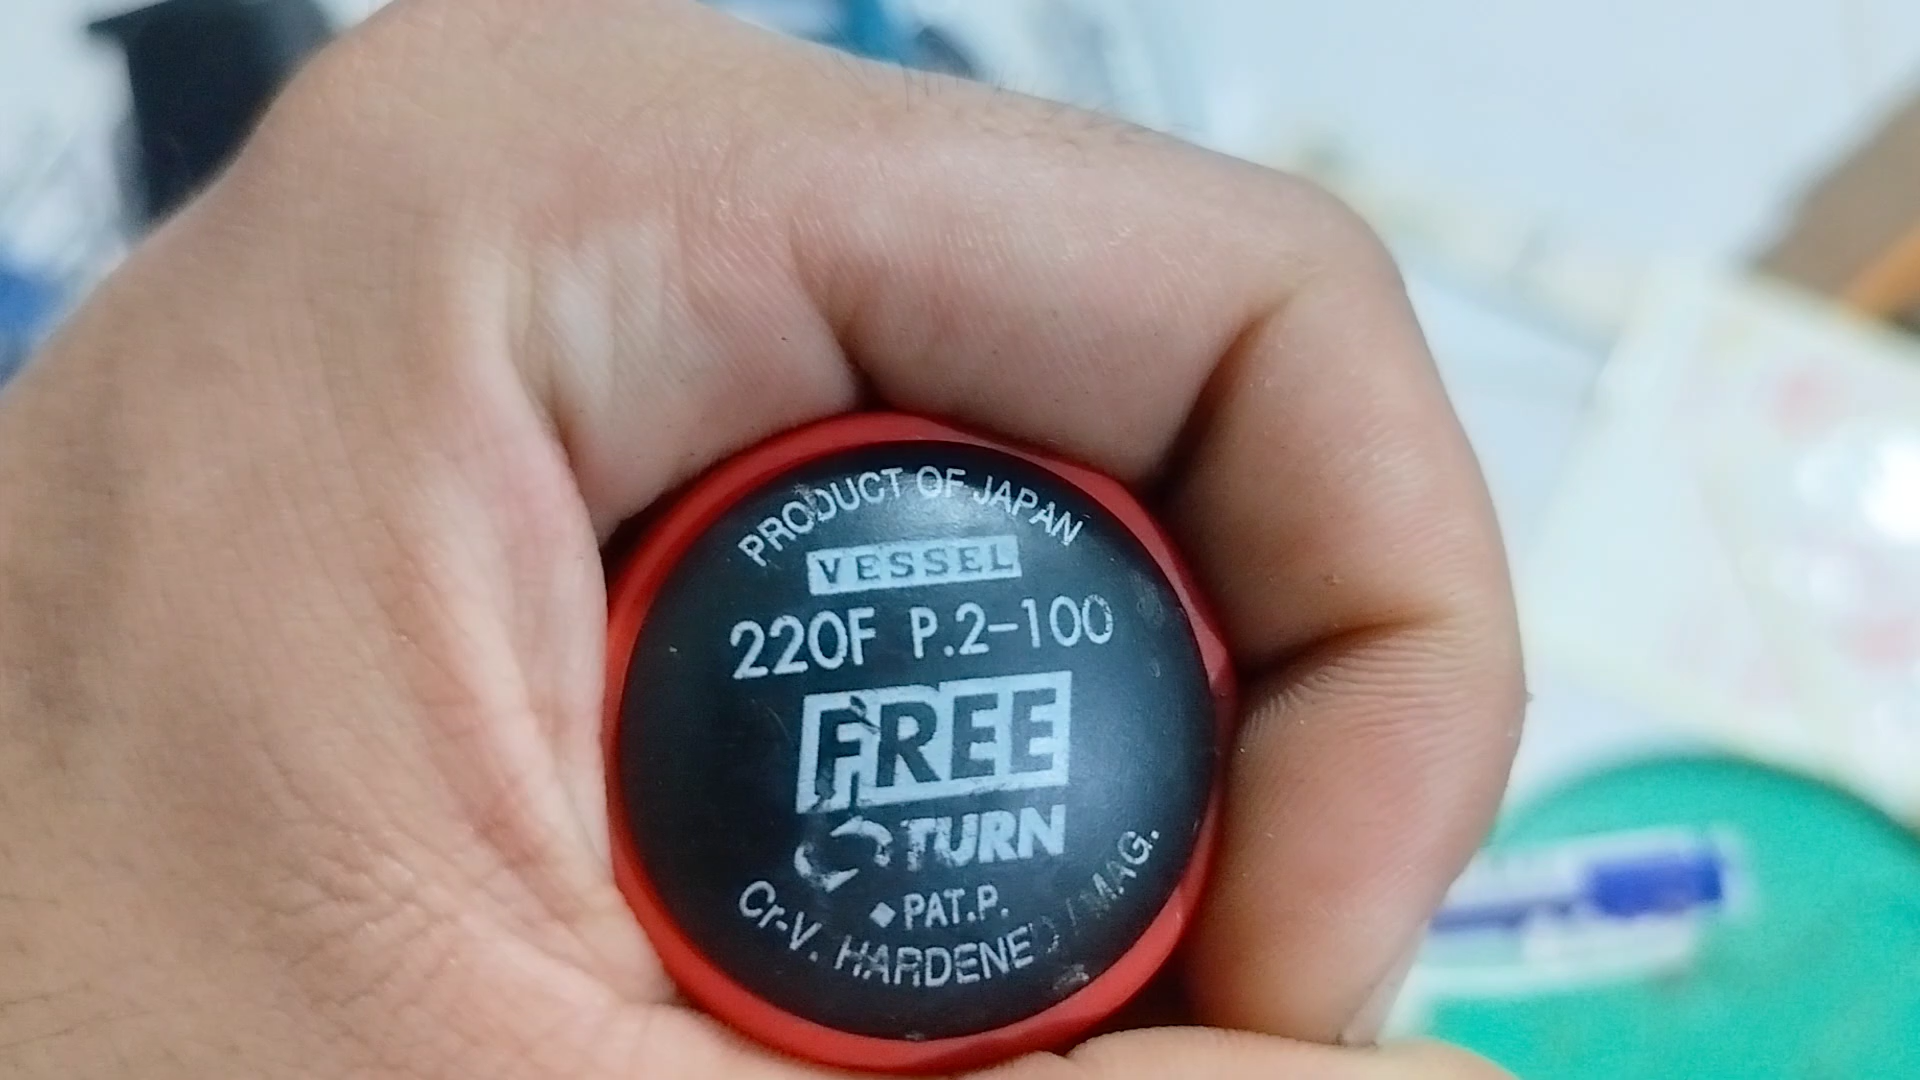 PRODUCT OF JAPAN
VESSEL
220F P.2-100
FREE
TURN
◆PAT.P.
Cr-V. HARDENED / MAG.